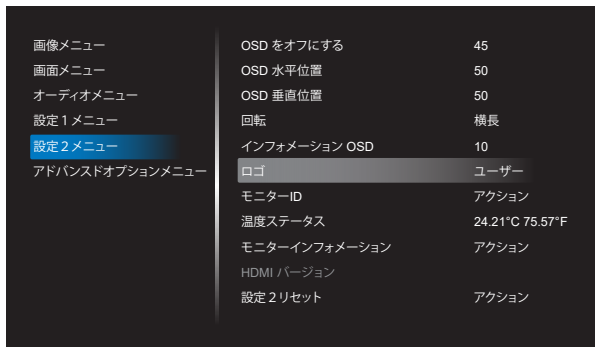 画像メニュー
画面メニュー
オーディオメニュー
設定1メニュー
設定2メニュー
アドバンスドオプションメニュー
OSD をオフにする 45
OSD 水平位置 50
OSD 垂直位置 50
回転 横長
インフォメーション OSD 10
ロゴ ユーザー
モニターID アクション
温度ステータス 24.21°C 75.57°F
モニターインフォメーション アクション
HDMI バージョン
設定2リセット アクション